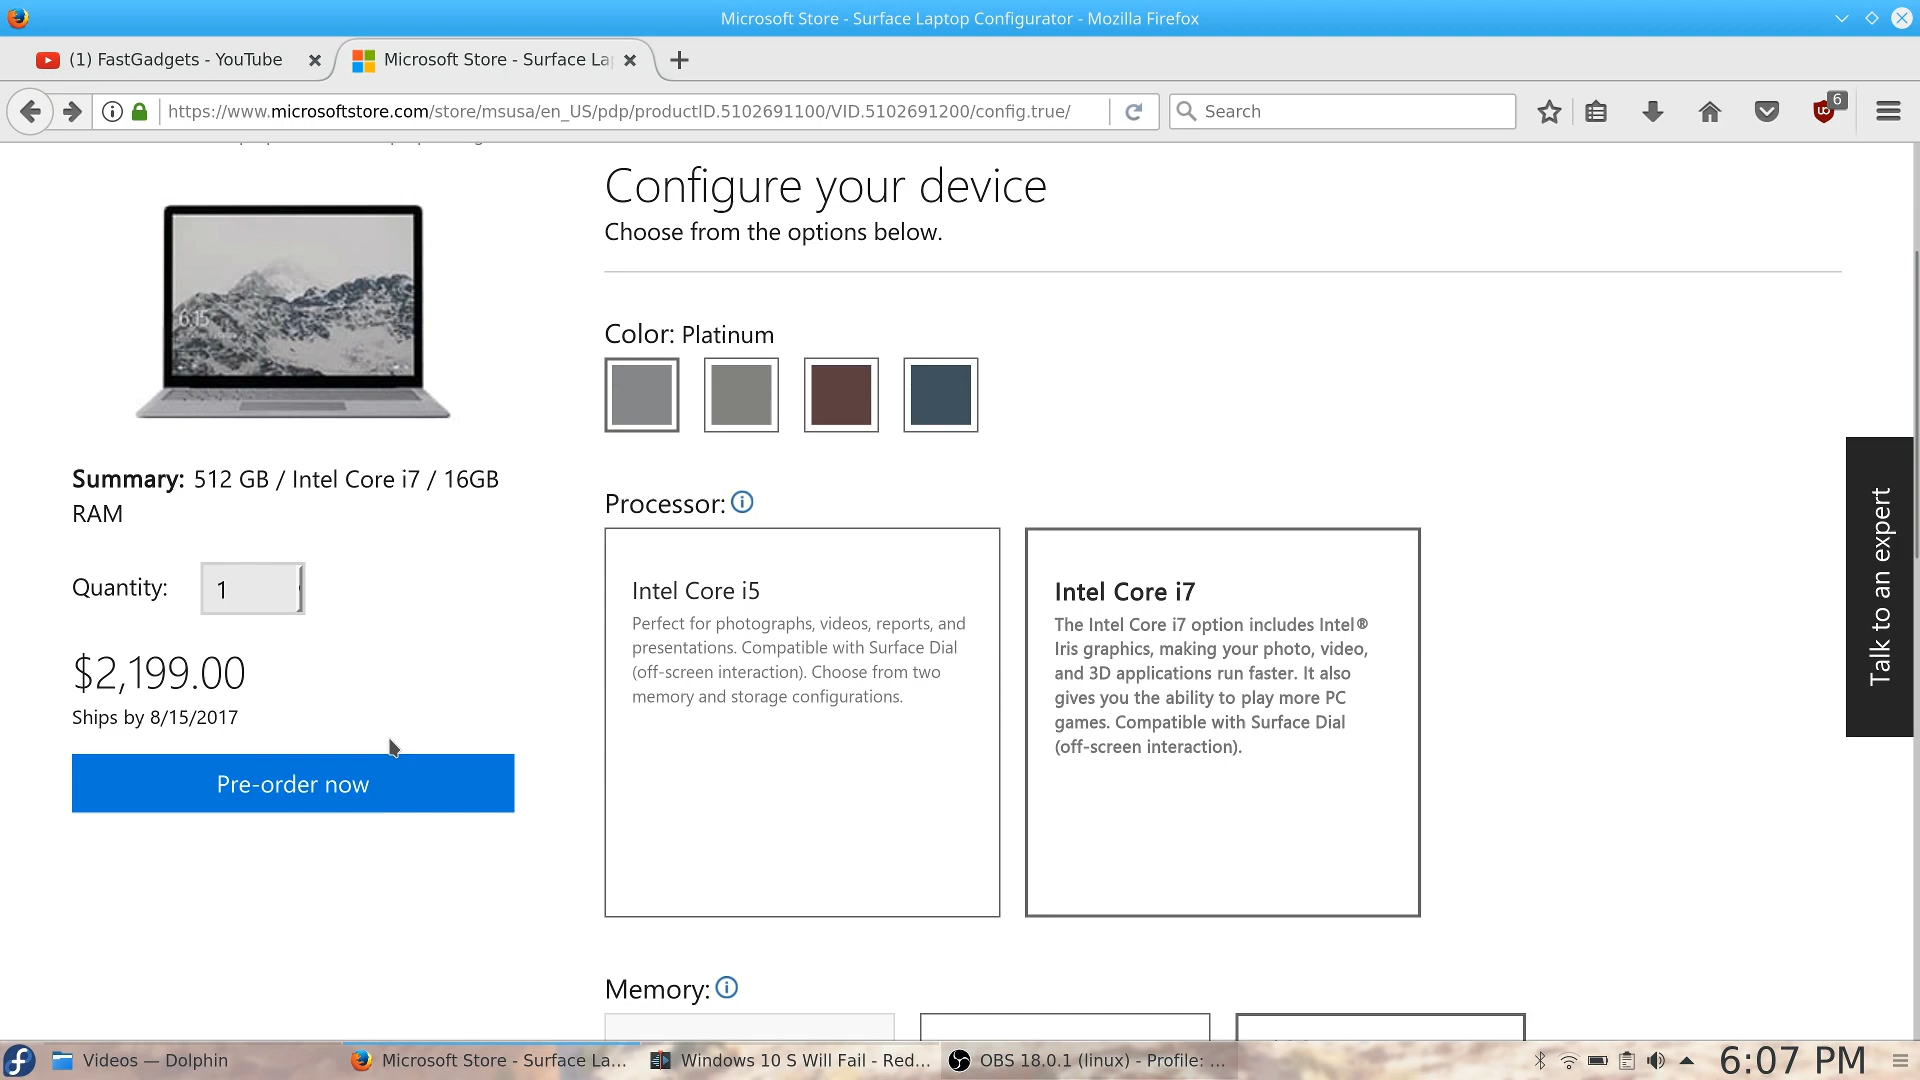 Microsoft Store - Surface Laptop Configurator - Mozilla Firefox
(1) FastGadgets - YouTube
Microsoft Store - Surface La
https://www.microsoftstore.com/store/msusa/en_US/pdp/productID.5102691100/VID.5102691200/config.true/
Search
6
Configure your device
Choose from the options below.
6:15
Color: Platinum
Summary: 512 GB / Intel Core i7 / 16GB
RAM
Quantity: 1
$2,199.00
Ships by 8/15/2017
Pre-order now
Processor:
Intel Core i5
Perfect for photographs, videos, reports, and
presentations. Compatible with Surface Dial
(off-screen interaction). Choose from two
memory and storage configurations.
Intel Core i7
The Intel Core i7 option includes Intel®
Iris graphics, making your photo, video,
and 3D applications run faster. It also
gives you the ability to play more PC
games. Compatible with Surface Dial
(off-screen interaction).
Talk to an expert
Memory:
Videos — Dolphin
Microsoft Store - Surface La...
Windows 10 S Will Fail - Red...
OBS 18.0.1 (linux) - Profile: ...
6:07 PM